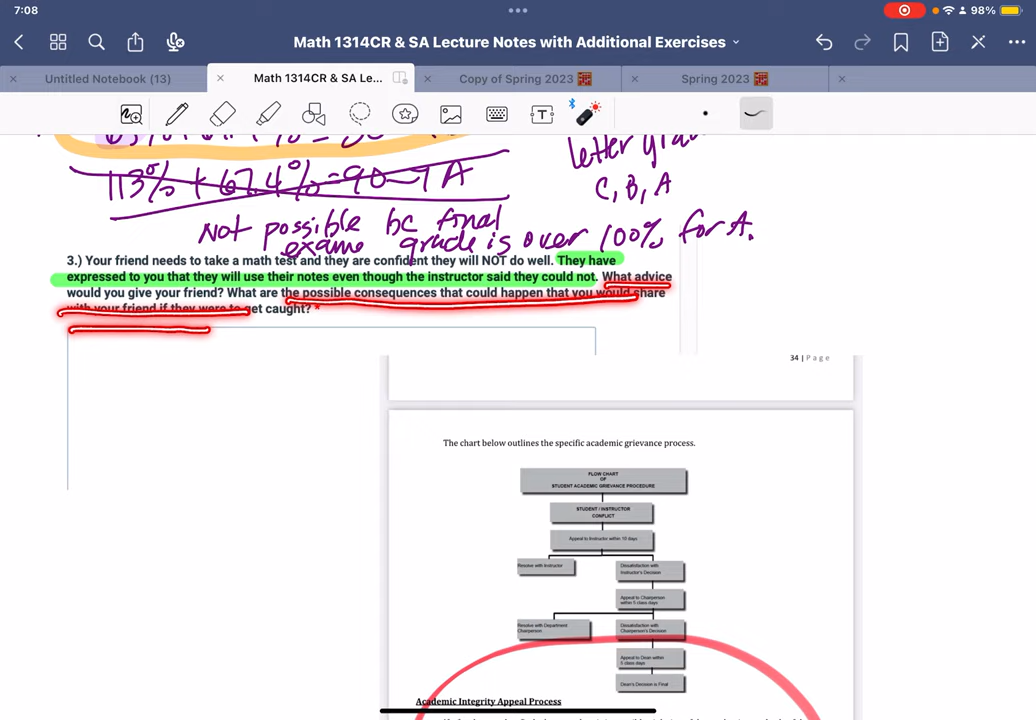 7:08
98%
Math 1314CR & SA Lecture Notes with Additional Exercises
Untitled Notebook (13)
Math 1314CR & SA Le...
Copy of Spring 2023
Spring 2023
letter
C, B, A
113% + 67.4% = 90 → A
Not possible bc final
exame grade is over 100% for A.
3.) Your friend needs to take a math test and they are confident they will NOT do well. They have
expressed to you that they will use their notes even though the instructor said they could not. What advice
would you give your friend? What are the possible consequences that could happen that you would share
with your friend if they were to get caught? *
34 | Page
The chart below outlines the specific academic grievance process.
FLOW CHART
OF
STUDENT ACADEMIC GRIEVANCE PROCEDURE
STUDENT / INSTRUCTOR
CONFLICT
Appeal to Instructor within 10 days
Resolve with Instructor
Dissatisfaction with
Instructor's Decision
Appeal to Chairperson
within 5 class days
Resolve with Department
Chairperson
Dissatisfaction with
Chairperson's Decision
Appeal to Dean within
5 class days
Dean's Decision is Final
Academic Integrity Appeal Process